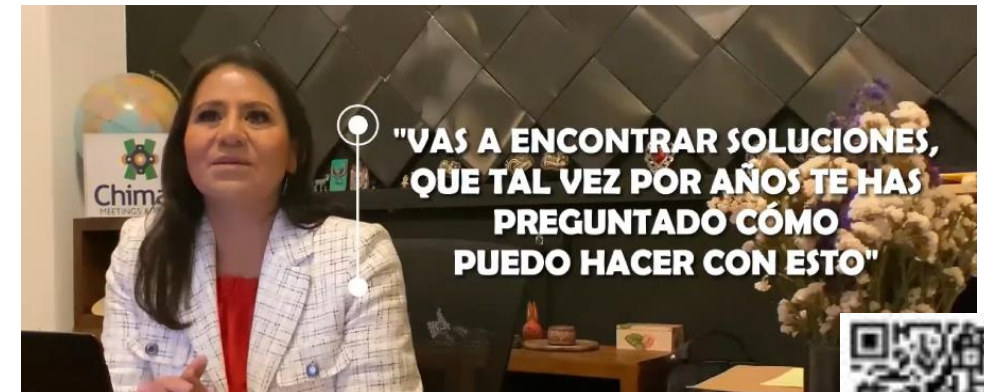 "VAS A ENCONTRAR SOLUCIONES,
QUE TAL VEZ POR AÑOS TE HAS
PREGUNTADO CÓMO
PUEDO HACER CON ESTO"
Chima